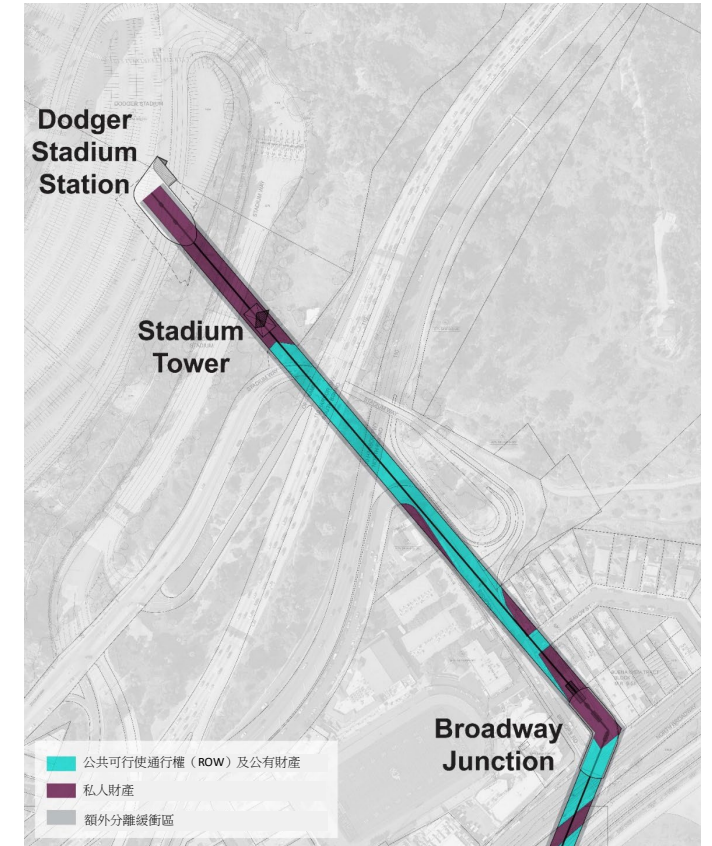 Dodger
Stadium
Station
Stadium
Tower
Broadway
Junction
公共可行使通行權（ROW）及公有財產
私人財產
額外分離緩衝區